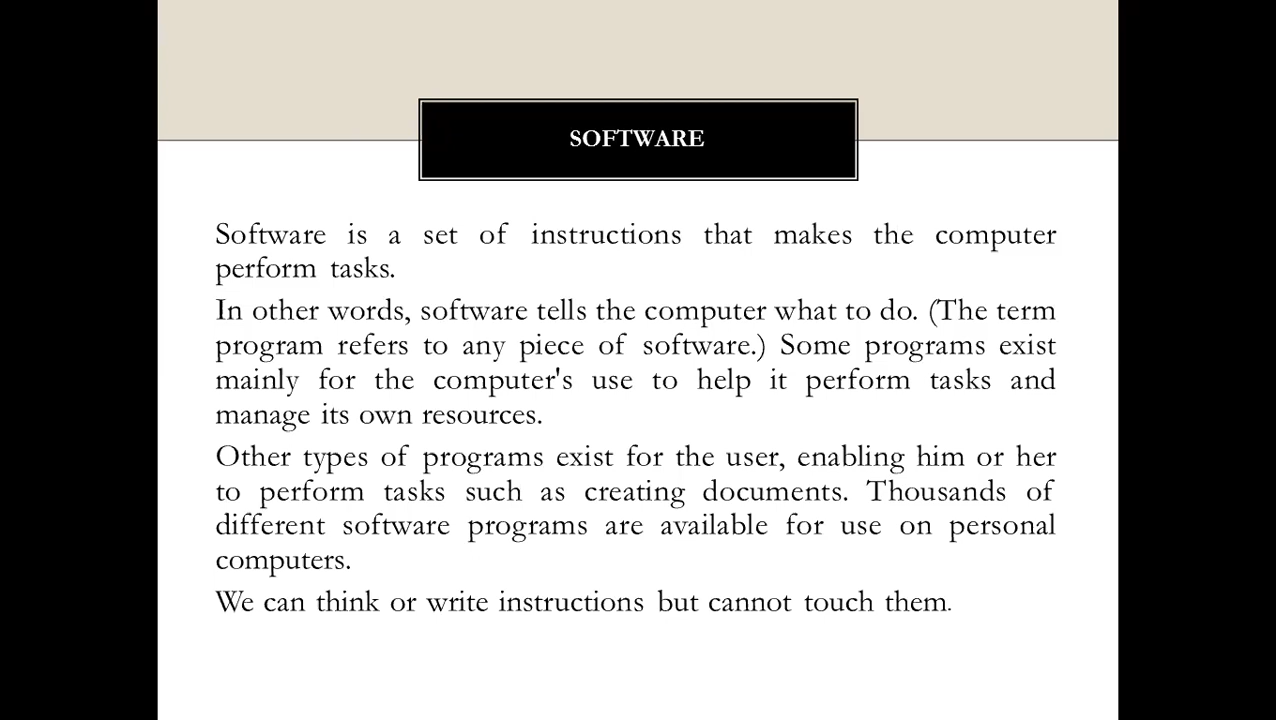 SOFTWARE
Software is a set of instructions that makes the computer
perform tasks.
In other words, software tells the computer what to do. (The term
program refers to any piece of software.) Some programs exist
mainly for the computer's use to help it perform tasks and
manage its own resources.
Other types of programs exist for the user, enabling him or her
to perform tasks such as creating documents. Thousands of
different software programs are available for use on personal
computers.
We can think or write instructions but cannot touch them.